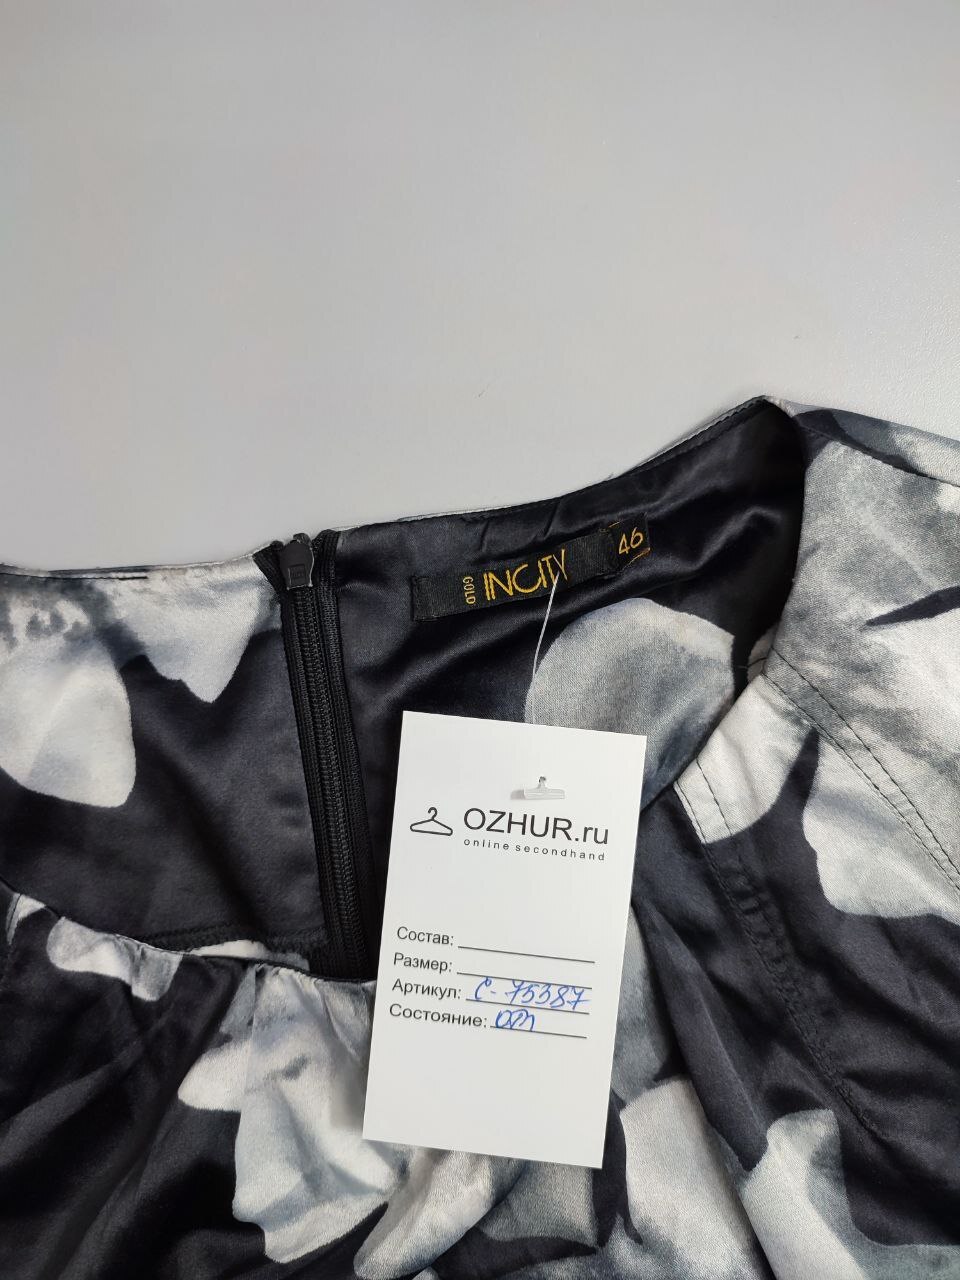 GOLD INCITY 46
OZHUR.ru
online secondhand
Состав:
Размер:
Артикул: С-75387
Состояние: